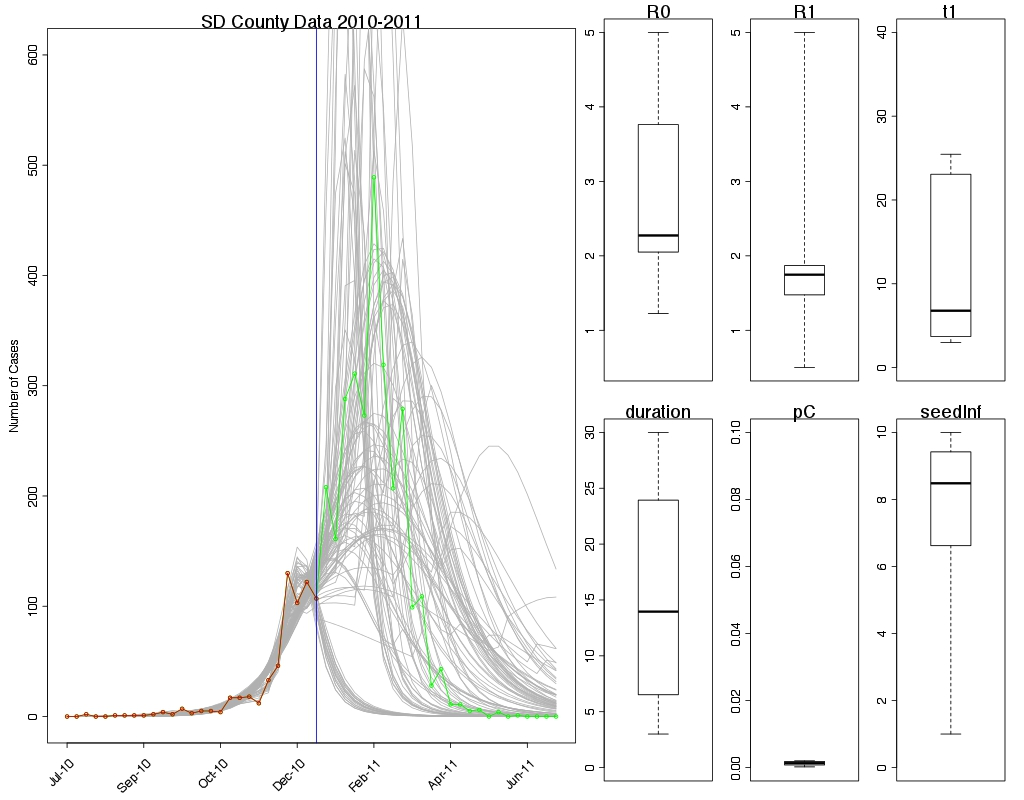 SD County Data 2010-2011
Number of Cases
600
500
400
300
200
100
0
Jul-10
Sep-10
Oct-10
Dec-10
Feb-11
Apr-11
Jun-11
R0
5
4
3
2
1
R1
5
4
3
2
1
t1
40
30
20
10
0
duration
30
25
20
15
10
5
0
pC
0.10
0.08
0.06
0.04
0.02
0.00
seedInf
10
8
6
4
2
0